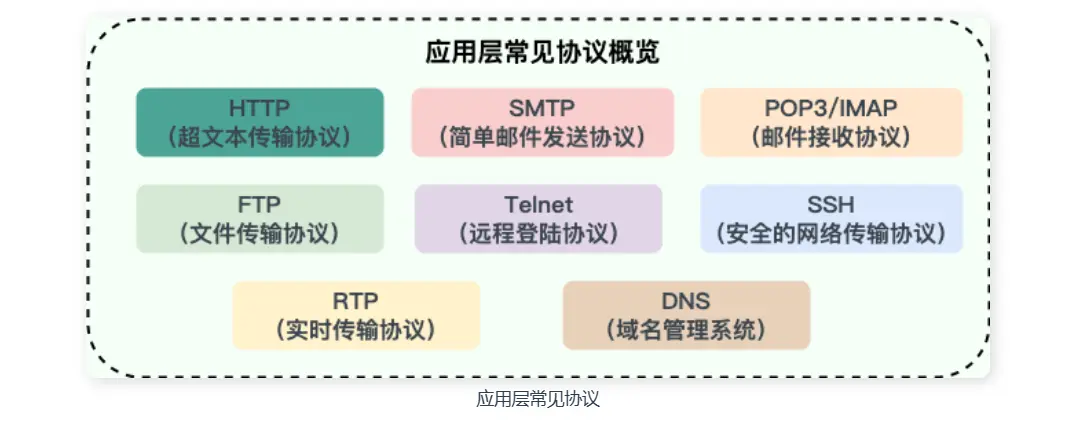 应用层常见协议概览
HTTP
（超文本传输协议）
SMTP
（简单邮件发送协议）
POP3/IMAP
（邮件接收协议）
FTP
（文件传输协议）
Telnet
（远程登陆协议）
SSH
（安全的网络传输协议）
RTP
（实时传输协议）
DNS
（域名管理系统）
应用层常见协议